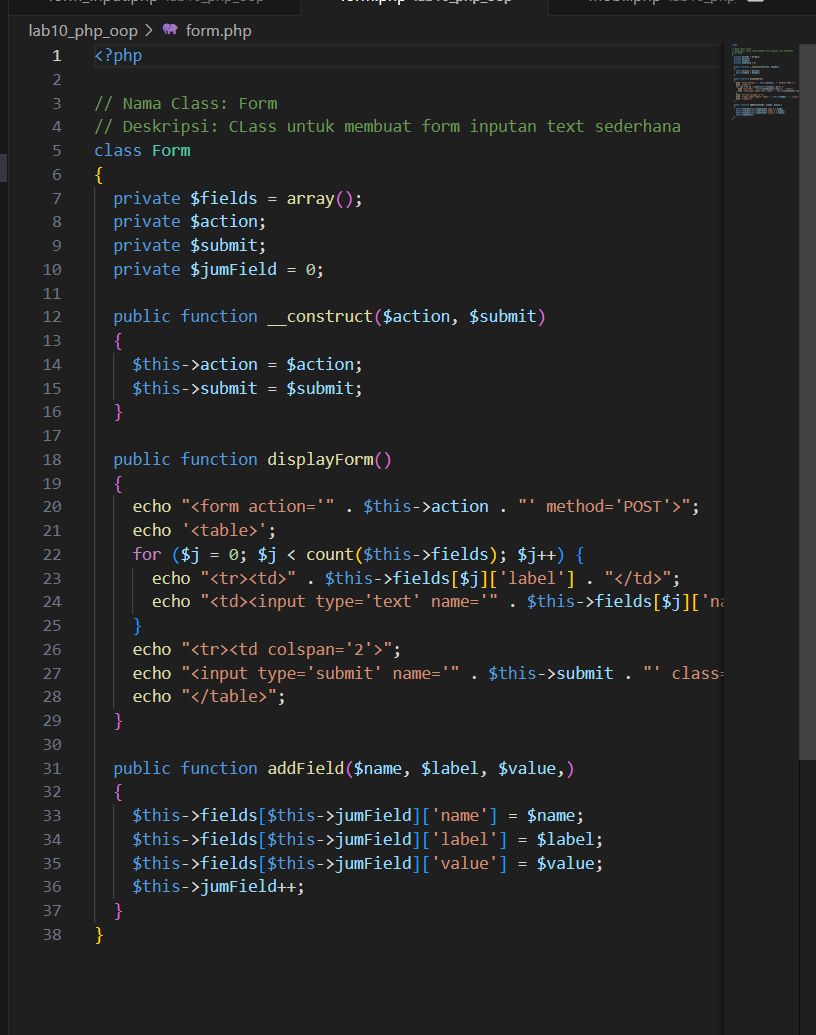 lab10_php_oop > form.php
1 <?php
2
3 // Nama Class: Form
4 // Deskripsi: CLass untuk membuat form inputan text sederhana
5 class Form
6 {
7 private $fields = array();
8 private $action;
9 private $submit;
10 private $jumField = 0;
11
12 public function __construct($action, $submit)
13 {
14 $this->action = $action;
15 $this->submit = $submit;
16 }
17
18 public function displayForm()
19 {
20 echo "<form action='" . $this->action . "' method='POST'>";
21 echo '<table>';
22 for ($j = 0; $j < count($this->fields); $j++) {
23 echo "<tr><td>" . $this->fields[$j]['label'] . "</td>";
24 echo "<td><input type='text' name='" . $this->fields[$j]['na
25 }
26 echo "<tr><td colspan='2'>";
27 echo "<input type='submit' name='" . $this->submit . "' class=
28 echo "</table>";
29 }
30
31 public function addField($name, $label, $value,)
32 {
33 $this->fields[$this->jumField]['name'] = $name;
34 $this->fields[$this->jumField]['label'] = $label;
35 $this->fields[$this->jumField]['value'] = $value;
36 $this->jumField++;
37 }
38 }